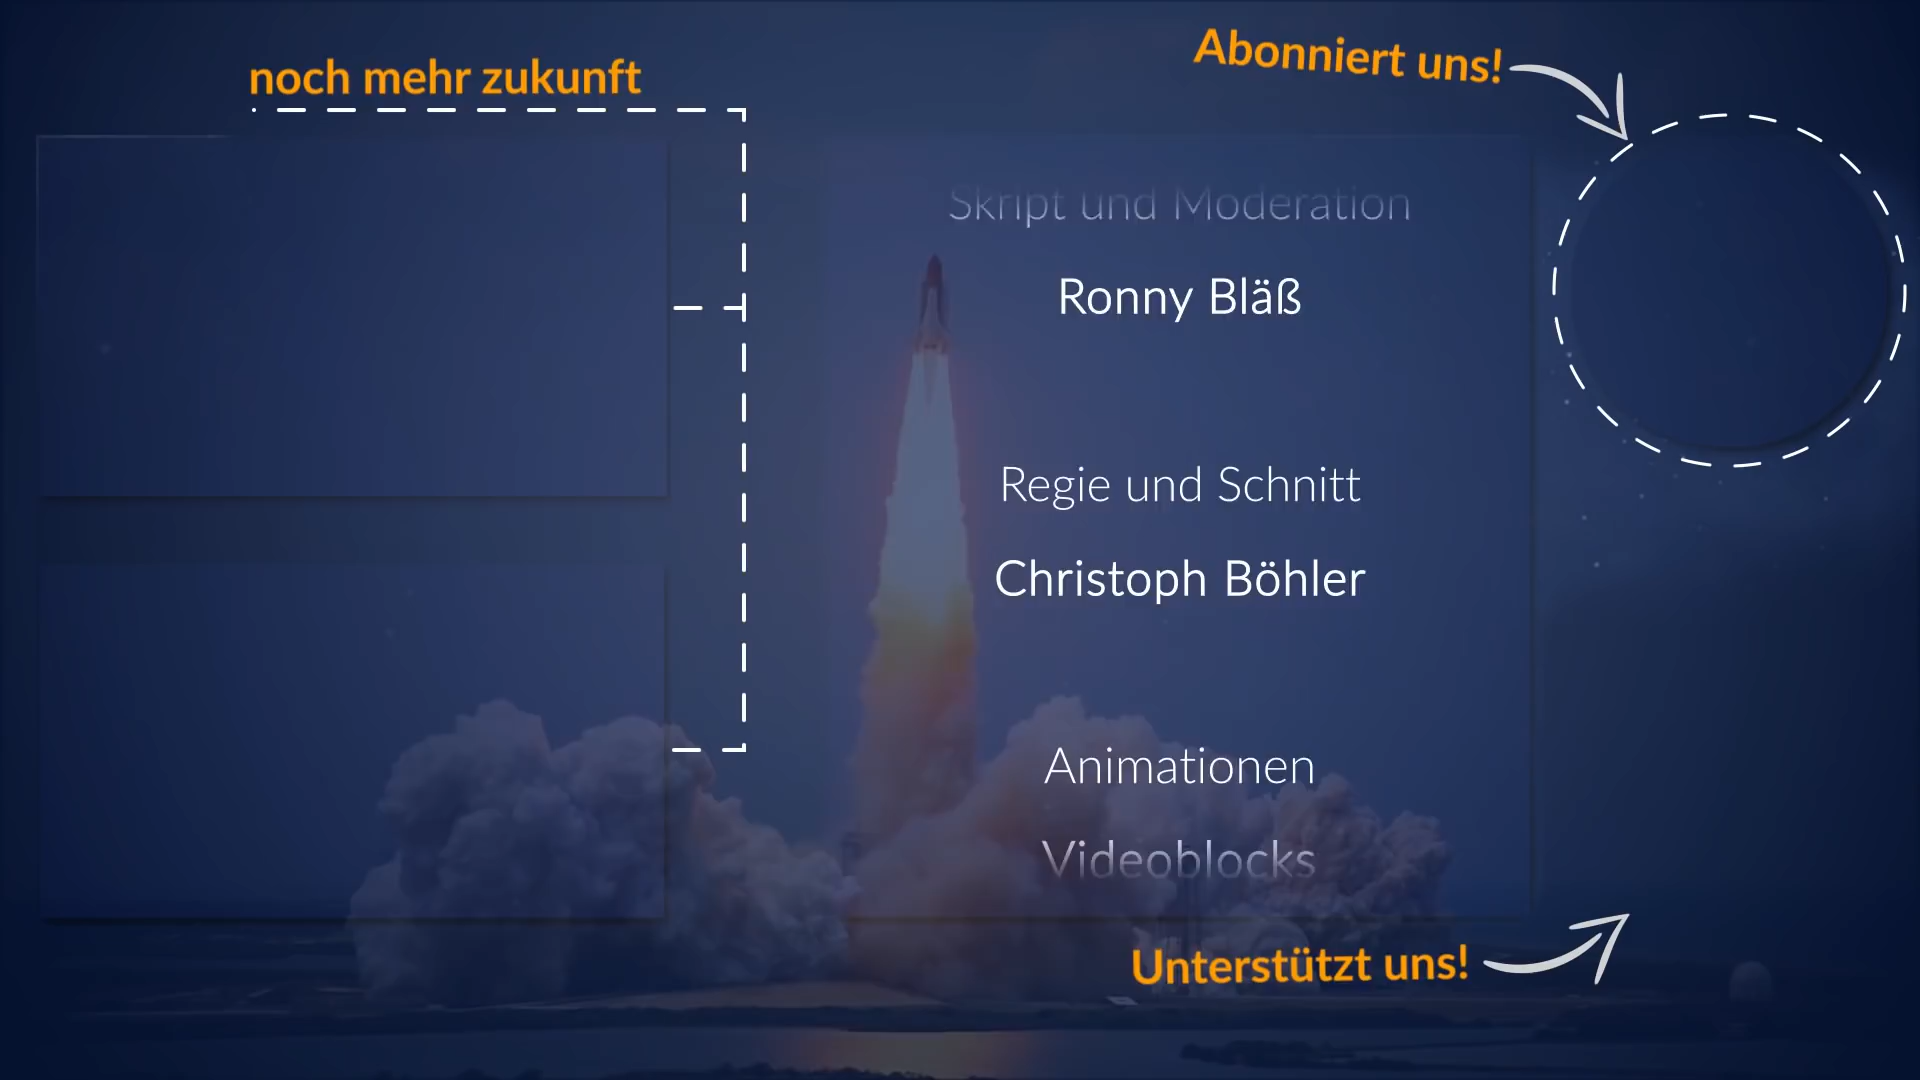 noch mehr zukunft
Abonniert uns!
Skript und Moderation
Ronny Bläß
Regie und Schnitt
Christoph Böhler
Animationen
Videoblocks
Unterstützt uns!